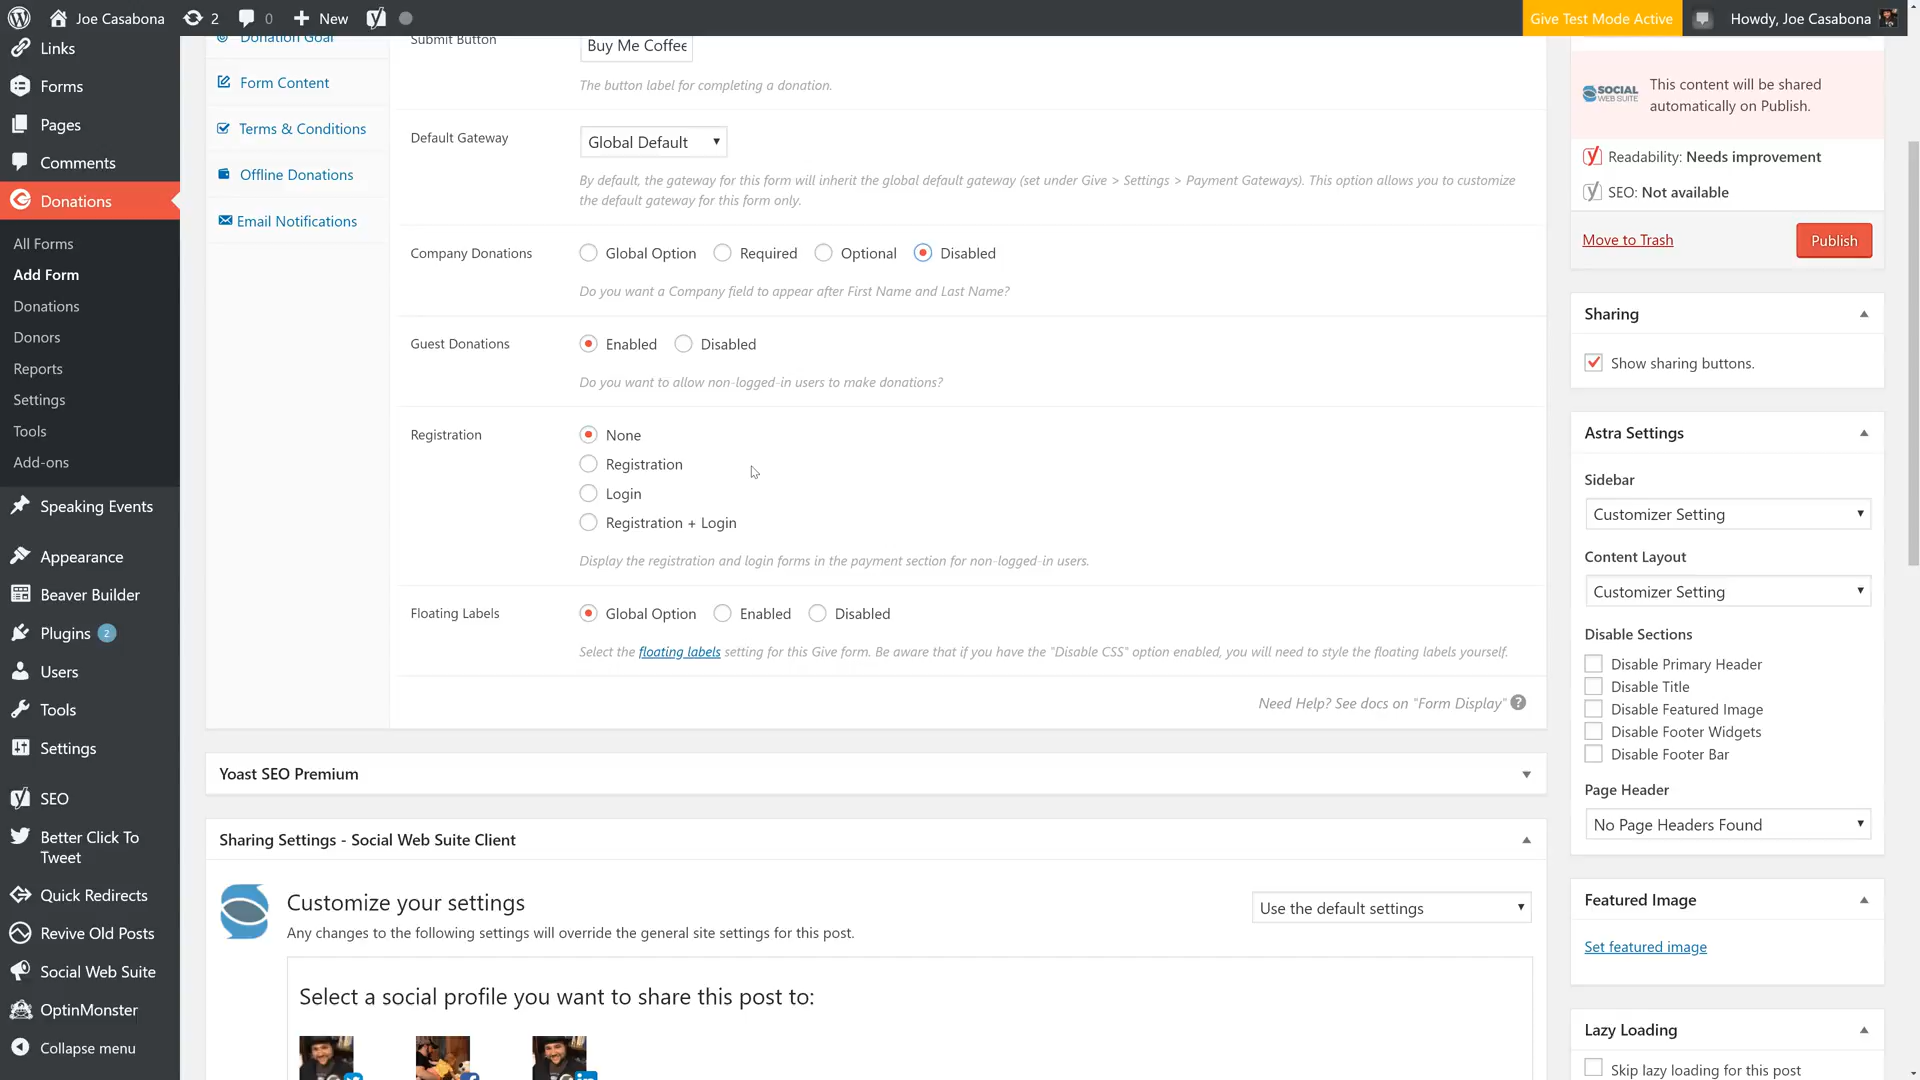 Joe Casabona
2
0
New
Give Test Mode Active
Howdy, Joe Casabona
Links
Forms
Pages
Comments
Donations
All Forms
Add Form
Donations
Donors
Reports
Settings
Tools
Add-ons
Speaking Events
Appearance
Beaver Builder
Plugins 2
Users
Tools
Settings
SEO
Better Click To
Tweet
Quick Redirects
Revive Old Posts
Social Web Suite
OptinMonster
Collapse menu
Donation Goal
Form Content
Terms & Conditions
Offline Donations
Email Notifications
Submit Button
Buy Me Coffee
The button label for completing a donation.
Default Gateway
Global Default
By default, the gateway for this form will inherit the global default gateway (set under Give > Settings > Payment Gateways). This option allows you to customize
the default gateway for this form only.
Company Donations
Global Option Required Optional Disabled
Do you want a Company field to appear after First Name and Last Name?
Guest Donations
Enabled Disabled
Do you want to allow non-logged-in users to make donations?
Registration
None
Registration
Login
Registration + Login
Display the registration and login forms in the payment section for non-logged-in users.
Floating Labels
Global Option Enabled Disabled
Select the floating labels setting for this Give form. Be aware that if you have the "Disable CSS" option enabled, you will need to style the floating labels yourself.
Need Help? See docs on "Form Display" ?
Yoast SEO Premium
Sharing Settings - Social Web Suite Client
Customize your settings
Use the default settings
Any changes to the following settings will override the general site settings for this post.
Select a social profile you want to share this post to:
SOCIAL
WEB SUITE
This content will be shared
automatically on Publish.
Readability: Needs improvement
SEO: Not available
Move to Trash
Publish
Sharing
Show sharing buttons.
Astra Settings
Sidebar
Customizer Setting
Content Layout
Customizer Setting
Disable Sections
Disable Primary Header
Disable Title
Disable Featured Image
Disable Footer Widgets
Disable Footer Bar
Page Header
No Page Headers Found
Featured Image
Set featured image
Lazy Loading
Skip lazy loading for this post